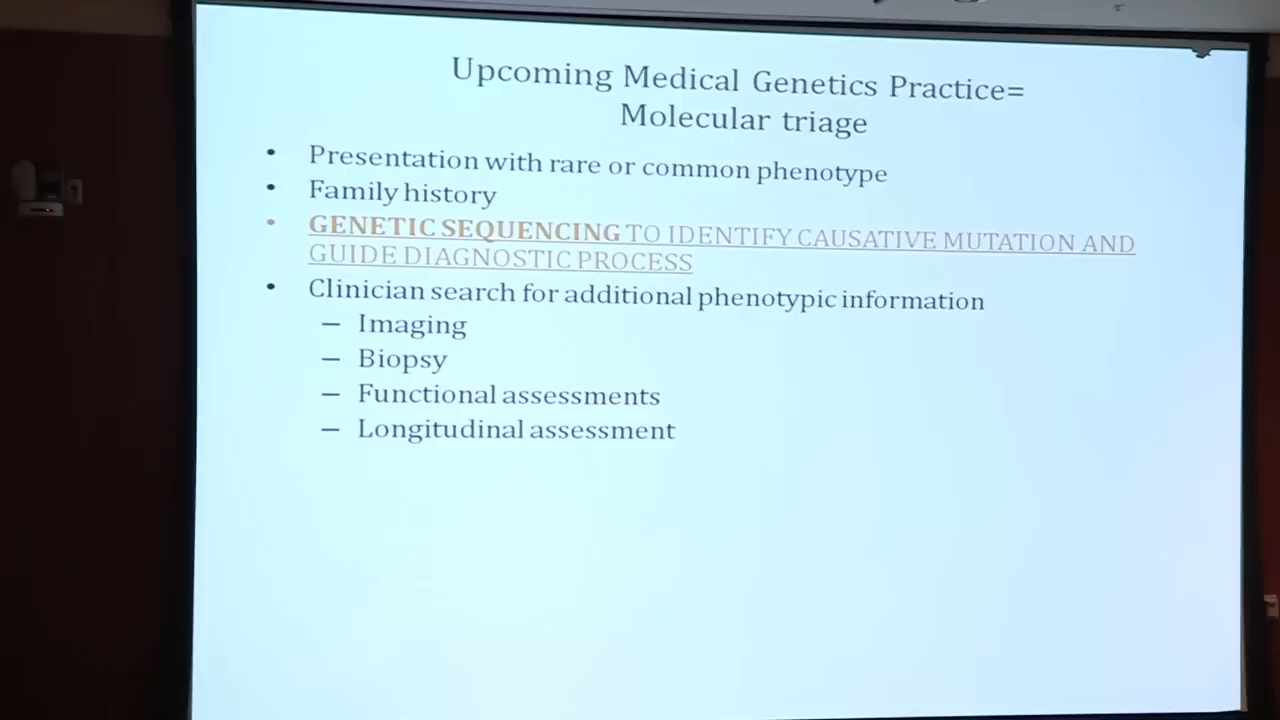 Upcoming Medical Genetics Practice=
Molecular triage
• Presentation with rare or common phenotype
• Family history
• GENETIC SEQUENCING TO IDENTIFY CAUSATIVE MUTATION AND
GUIDE DIAGNOSTIC PROCESS
• Clinician search for additional phenotypic information
– Imaging
– Biopsy
– Functional assessments
– Longitudinal assessment